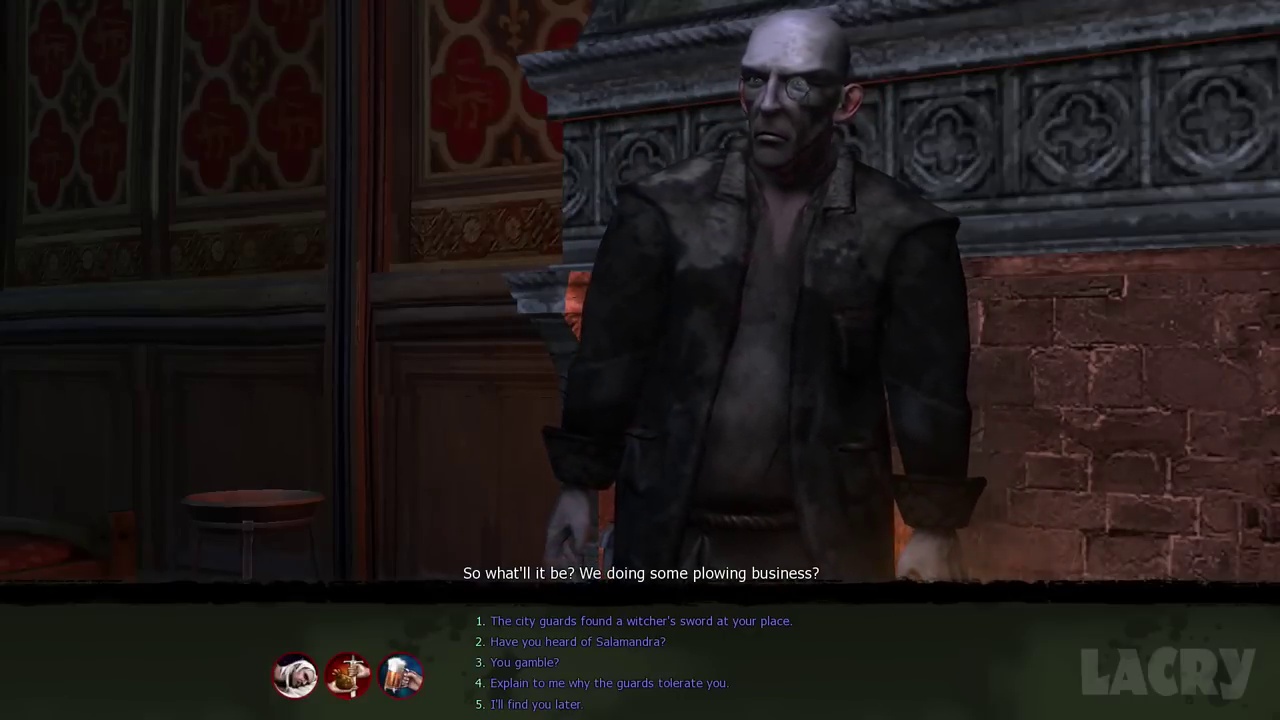 So what'll it be? We doing some plowing business?
1. The city guards found a witcher's sword at your place.
2. Have you heard of Salamandra?
3. You gamble?
4. Explain to me why the guards tolerate you.
5. I'll find you later.
LACRY